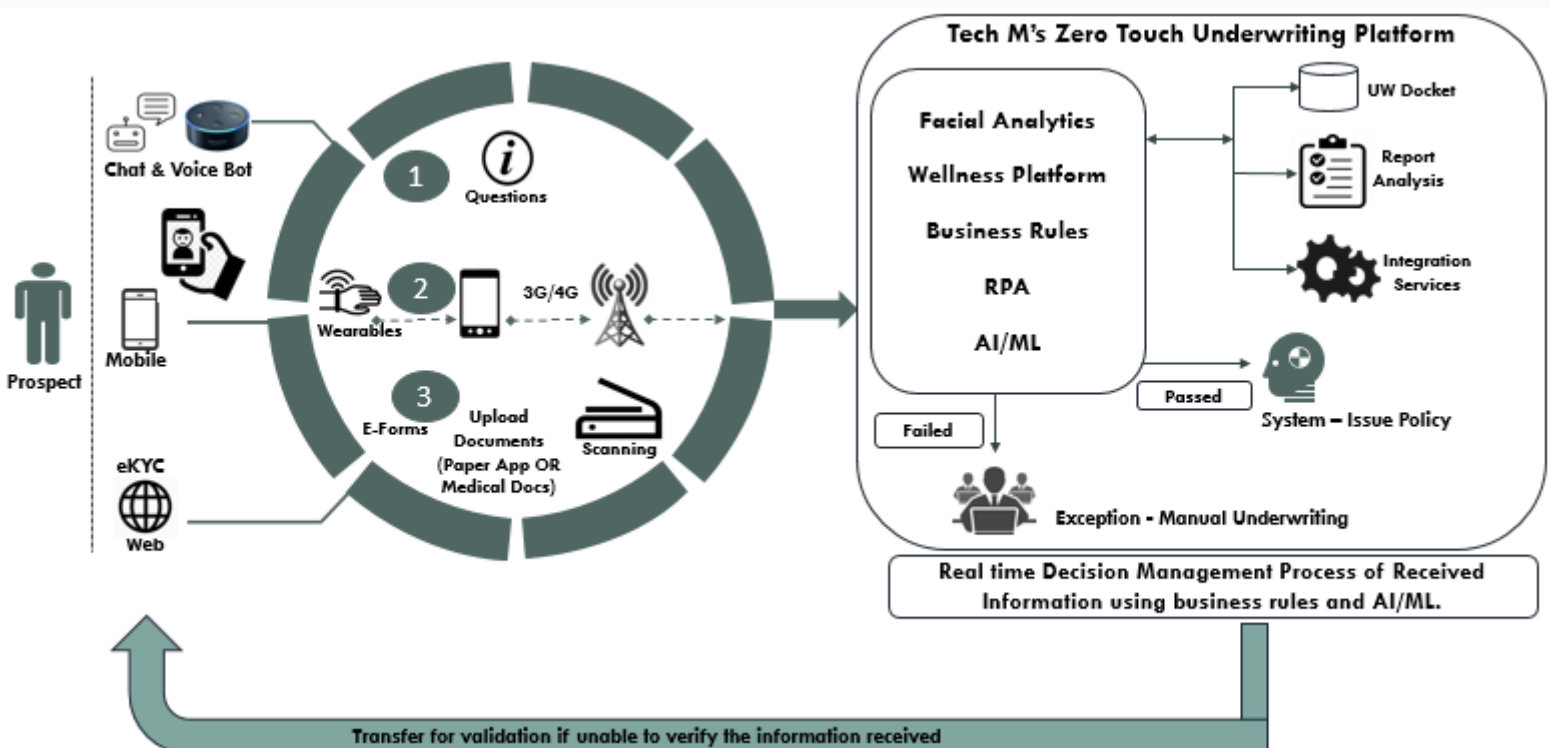 Tech M's Zero Touch Underwriting Platform
Chat & Voice Bot
Mobile
Prospect
eKYC
Web
1
Questions
2
Wearables
3G/4G
3
E-Forms
Upload
Documents
(Paper App OR
Medical Docs)
Scanning
Facial Analytics
Wellness Platform
Business Rules
RPA
AI/ML
UW Docket
Report
Analysis
Integration
Services
Passed
System – Issue Policy
Failed
Exception - Manual Underwriting
Real time Decision Management Process of Received
Information using business rules and AI/ML.
Transfer for validation if unable to verify the information received